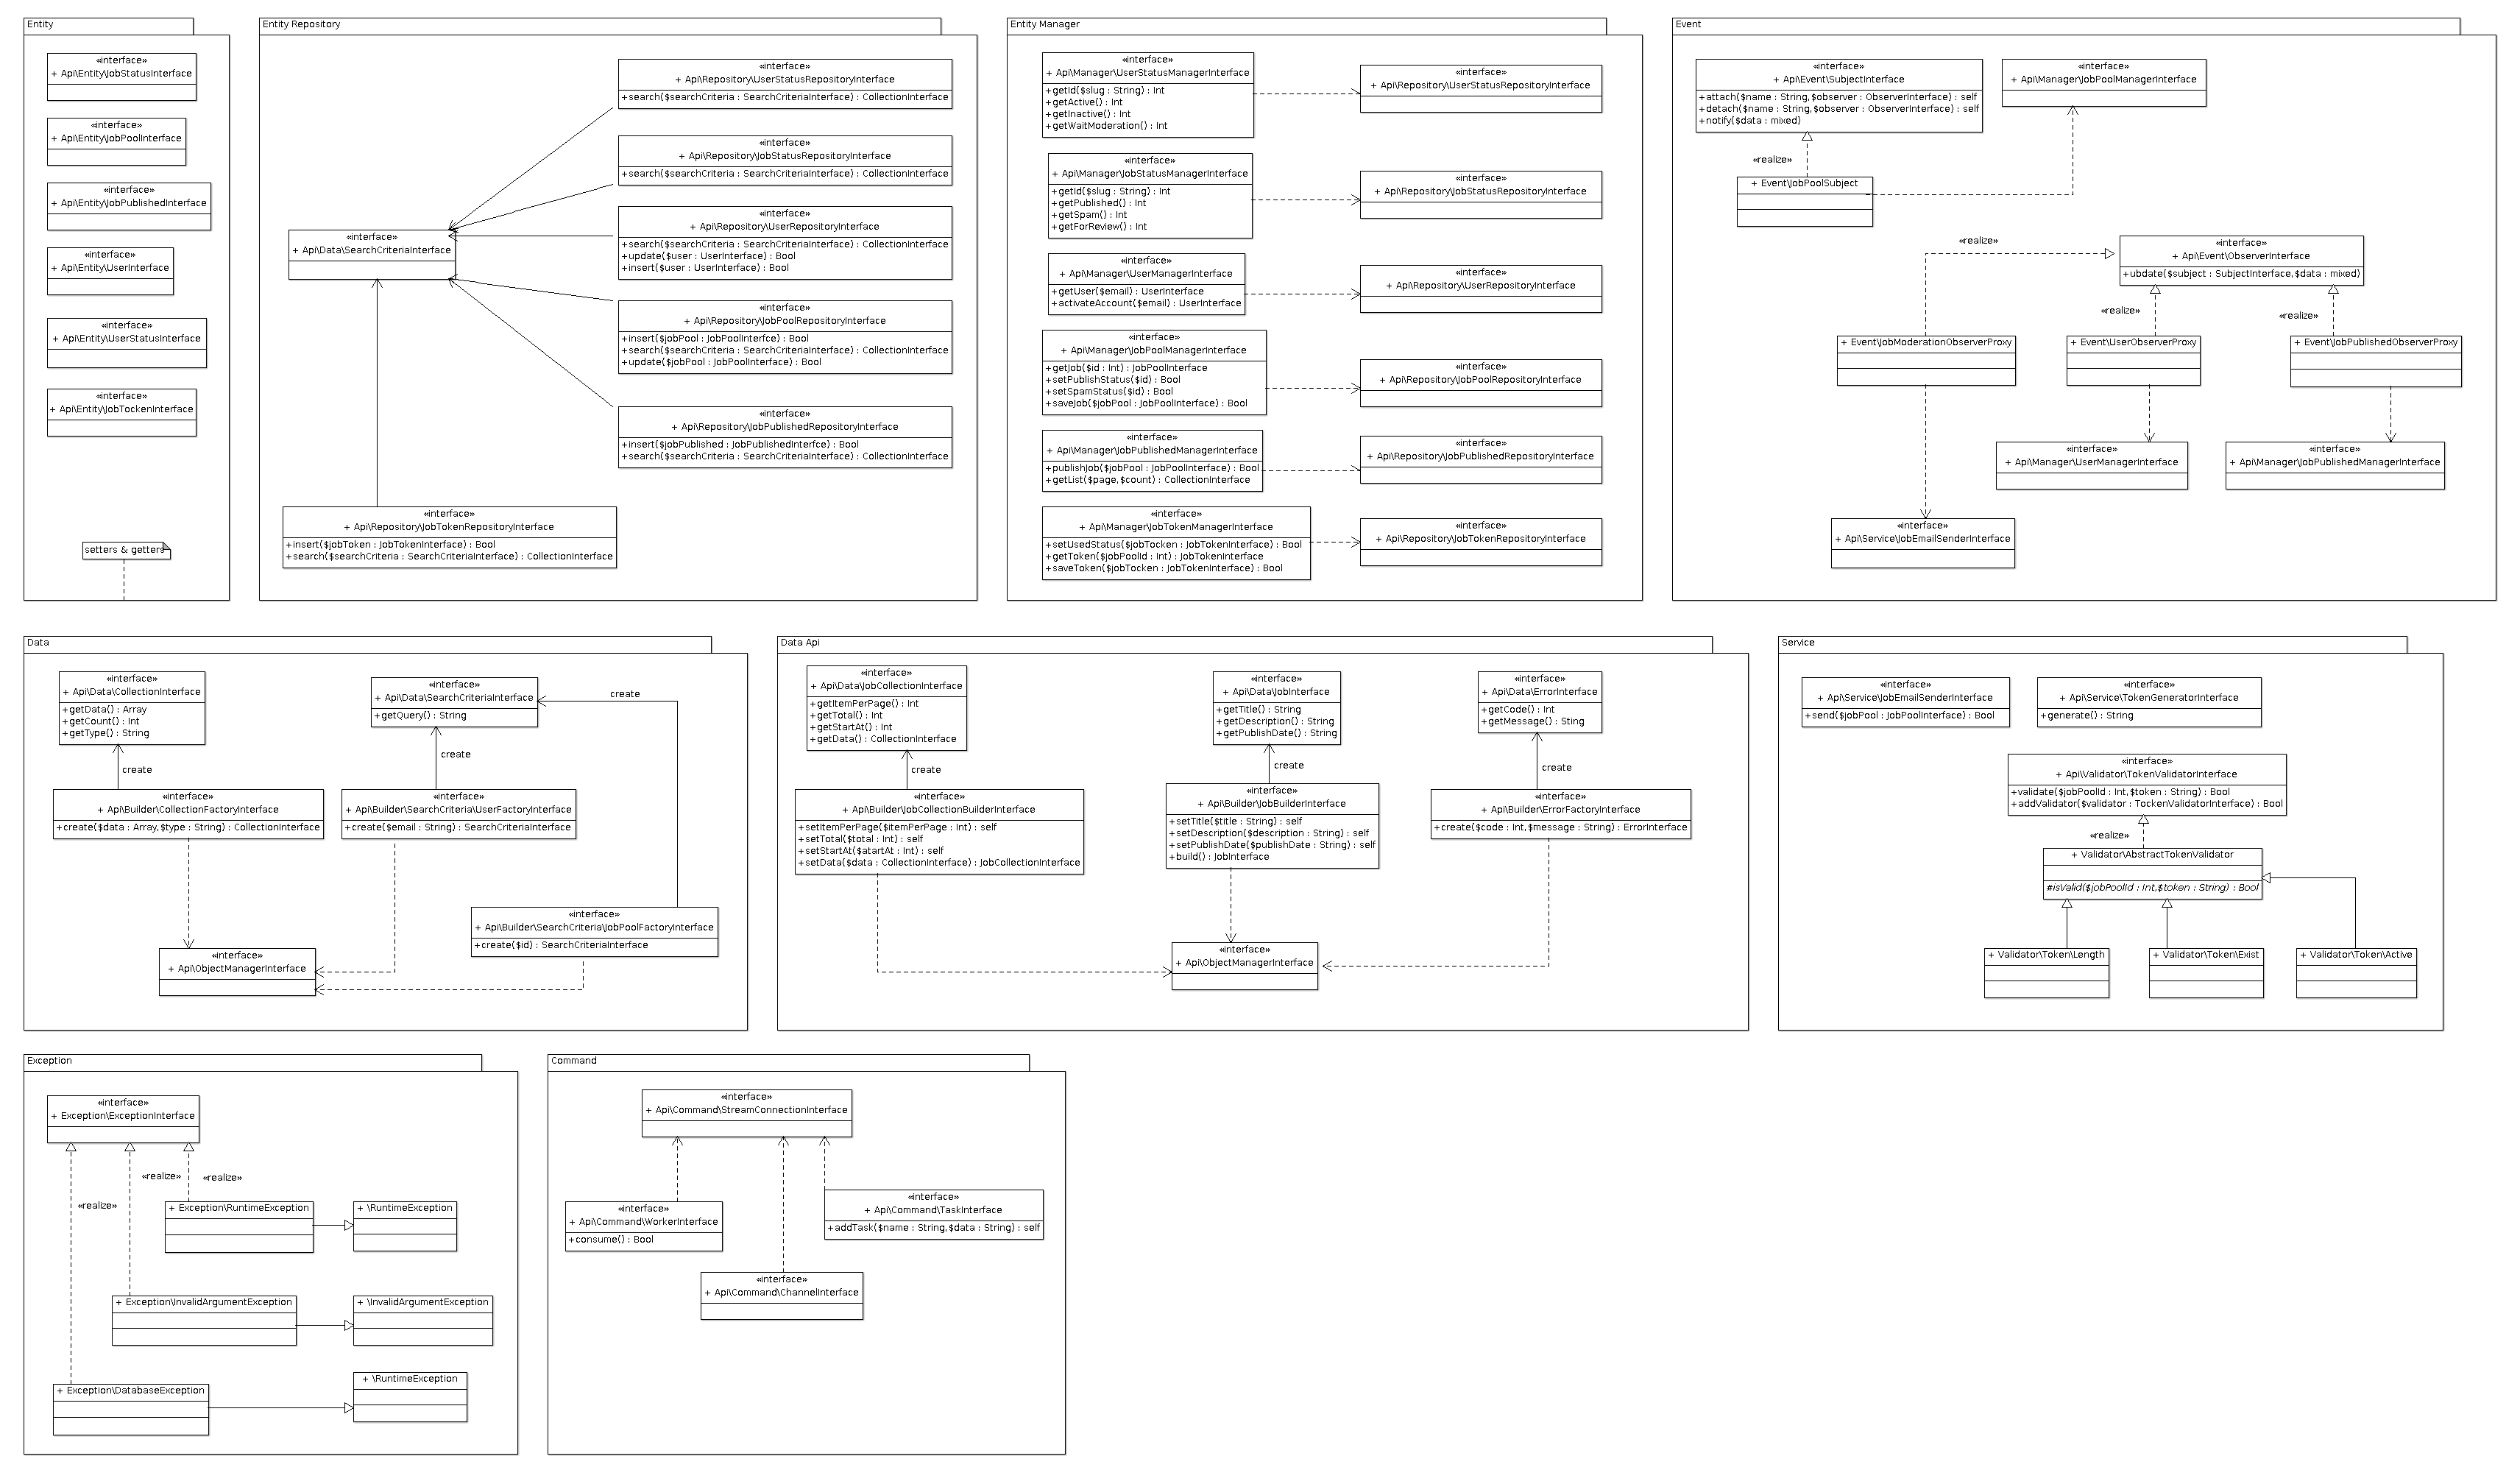 Entity
«interface»
+ Api\Entity\JobStatusInterface
«interface»
+ Api\Entity\JobPoolInterface
«interface»
+ Api\Entity\JobPublishedInterface
«interface»
+ Api\Entity\UserInterface
«interface»
+ Api\Entity\UserStatusInterface
«interface»
+ Api\Entity\JobTockenInterface
setters & getters
Entity Repository
«interface»
+ Api\Repository\UserStatusRepositoryInterface
+search($searchCriteria : SearchCriteriaInterface) : CollectionInterface
«interface»
+ Api\Repository\JobStatusRepositoryInterface
+search($searchCriteria : SearchCriteriaInterface) : CollectionInterface
«interface»
+ Api\Repository\UserRepositoryInterface
+search($searchCriteria : SearchCriteriaInterface) : CollectionInterface
+update($user : UserInterface) : Bool
+insert($user : UserInterface) : Bool
«interface»
+ Api\Data\SearchCriteriaInterface
«interface»
+ Api\Repository\JobPoolRepositoryInterface
+insert($jobPool : JobPoolInterfce) : Bool
+search($searchCriteria : SearchCriteriaInterface) : CollectionInterface
+update($jobPool : JobPoolInterface) : Bool
«interface»
+ Api\Repository\JobPublishedRepositoryInterface
+insert($jobPublished : JobPublishedInterfce) : Bool
+search($searchCriteria : SearchCriteriaInterface) : CollectionInterface
«interface»
+ Api\Repository\JobTokenRepositoryInterface
+insert($jobToken : JobTokenInterface) : Bool
+search($searchCriteria : SearchCriteriaInterface) : CollectionInterface
Entity Manager
«interface»
+ Api\Manager\UserStatusManagerInterface
+getId($slug : String) : Int
+getActive() : Int
+getInactive() : Int
+getWaitModeration() : Int
«interface»
+ Api\Repository\UserStatusRepositoryInterface
«interface»
+ Api\Manager\JobStatusManagerInterface
+getId($slug : String) : Int
+getPublished() : Int
+getSpam() : Int
+getForReview() : Int
«interface»
+ Api\Repository\JobStatusRepositoryInterface
«interface»
+ Api\Manager\UserManagerInterface
+getUser($email) : UserInterface
+activateAccount($email) : UserInterface
«interface»
+ Api\Repository\UserRepositoryInterface
«interface»
+ Api\Manager\JobPoolManagerInterface
+getJob($id : Int) : JobPoolInterface
+setPublishStatus($id) : Bool
+setSpamStatus($id) : Bool
+saveJob($jobPool : JobPoolInterface) : Bool
«interface»
+ Api\Repository\JobPoolRepositoryInterface
«interface»
+ Api\Manager\JobPublishedManagerInterface
+publishJob($jobPool : JobPoolInterface) : Bool
+getList($page,$count) : CollectionInterface
«interface»
+ Api\Repository\JobPublishedRepositoryInterface
«interface»
+ Api\Manager\JobTokenManagerInterface
+setUsedStatus($jobTocken : JobTokenInterface) : Bool
+getToken($jobPoolId : Int) : JobTokenInterface
+saveToken($jobTocken : JobTokenInterface) : Bool
«interface»
+ Api\Repository\JobTokenRepositoryInterface
Event
«interface»
+ Api\Event\SubjectInterface
+attach($name : String,$observer : ObserverInterface) : self
+detach($name : String,$observer : ObserverInterface) : self
+notify($data : mixed)
«interface»
+ Api\Manager\JobPoolManagerInterface
«realize»
+ Event\JobPoolSubject
«realize»
«interface»
+ Api\Event\ObserverInterface
+ubdate($subject : SubjectInterface,$data : mixed)
«realize»
«realize»
+ Event\JobModerationObserverProxy
+ Event\UserObserverProxy
+ Event\JobPublishedObserverProxy
«interface»
+ Api\Manager\UserManagerInterface
«interface»
+ Api\Manager\JobPublishedManagerInterface
«interface»
+ Api\Service\JobEmailSenderInterface
Data
«interface»
+ Api\Data\CollectionInterface
+getData() : Array
+getCount() : Int
+getType() : String
«interface»
+ Api\Data\SearchCriteriaInterface
+getQuery() : String
create
create
create
«interface»
+ Api\Builder\CollectionFactoryInterface
+create($data : Array,$type : String) : CollectionInterface
«interface»
+ Api\Builder\SearchCriteria\UserFactoryInterface
+create($email : String) : SearchCriteriaInterface
«interface»
+ Api\Builder\SearchCriteria\JobPoolFactoryInterface
+create($id) : SearchCriteriaInterface
«interface»
+ Api\ObjectManagerInterface
Data Api
«interface»
+ Api\Data\JobCollectionInterface
+getItemPerPage() : Int
+getTotal() : Int
+getStartAt() : Int
+getData() : CollectionInterface
«interface»
+ Api\Data\JobInterface
+getTitle() : String
+getDescription() : String
+getPublishDate() : String
«interface»
+ Api\Data\ErrorInterface
+getCode() : Int
+getMessage() : Sting
create
create
create
«interface»
+ Api\Builder\JobCollectionBuilderInterface
+setItemPerPage($itemPerPage : Int) : self
+setTotal($total : Int) : self
+setStartAt($atartAt : Int) : self
+setData($data : CollectionInterface) : JobCollectionInterface
«interface»
+ Api\Builder\JobBuilderInterface
+setTitle($title : String) : self
+setDescription($description : String) : self
+setPublishDate($publishDate : String) : self
+build() : JobInterface
«interface»
+ Api\Builder\ErrorFactoryInterface
+create($code : Int,$message : String) : ErrorInterface
«interface»
+ Api\ObjectManagerInterface
Service
«interface»
+ Api\Service\JobEmailSenderInterface
+send($jobPool : JobPoolInterface) : Bool
«interface»
+ Api\Service\TokenGeneratorInterface
+generate() : String
«interface»
+ Api\Validator\TokenValidatorInterface
+validate($jobPoolId : Int,$token : String) : Bool
+addValidator($validator : TockenValidatorInterface) : Bool
«realize»
+ Validator\AbstractTokenValidator
#isValid($jobPoolId : Int,$token : String) : Bool
+ Validator\Token\Length
+ Validator\Token\Exist
+ Validator\Token\Active
Exception
«interface»
+ Exception\ExceptionInterface
«realize»
«realize»
«realize»
+ Exception\RuntimeException
+ \RuntimeException
+ Exception\InvalidArgumentException
+ \InvalidArgumentException
+ Exception\DatabaseException
+ \RuntimeException
Command
«interface»
+ Api\Command\StreamConnectionInterface
«interface»
+ Api\Command\WorkerInterface
+consume() : Bool
«interface»
+ Api\Command\TaskInterface
+addTask($name : String,$data : String) : self
«interface»
+ Api\Command\ChannelInterface